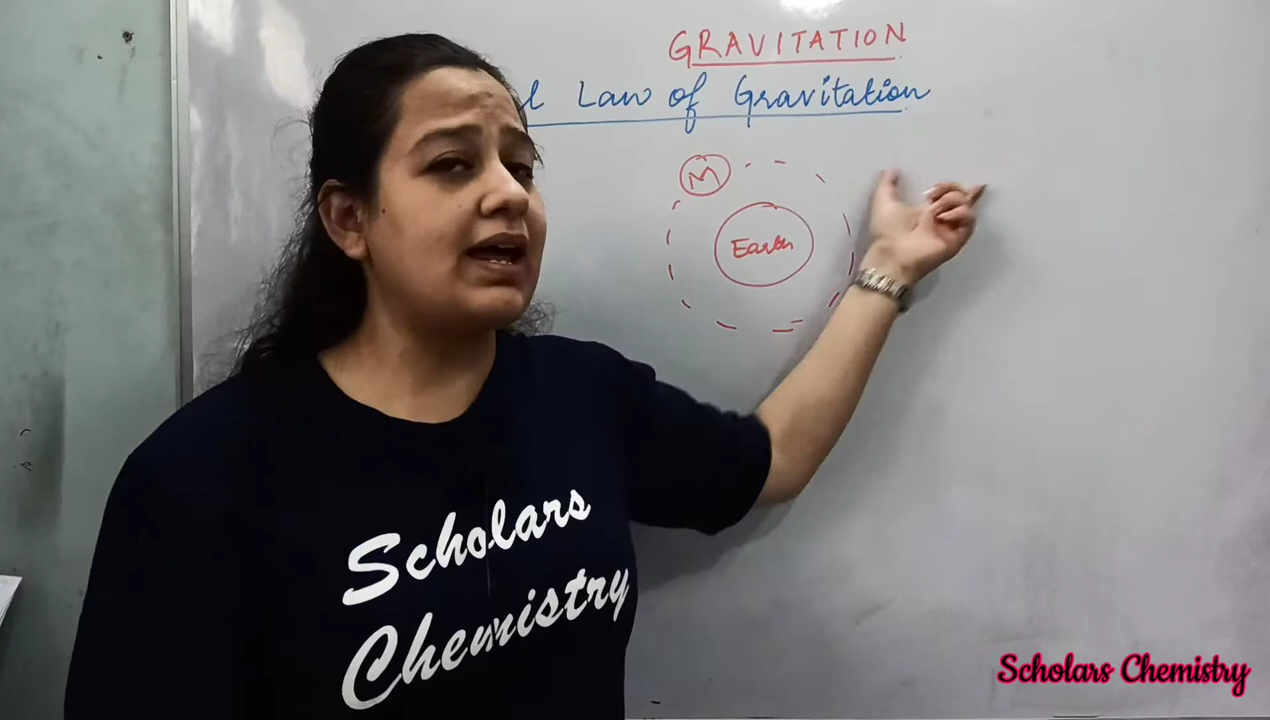 GRAVITATION
Law of Gravitation
M
Earth
Scholars
Chemistry
Scholars Chemistry